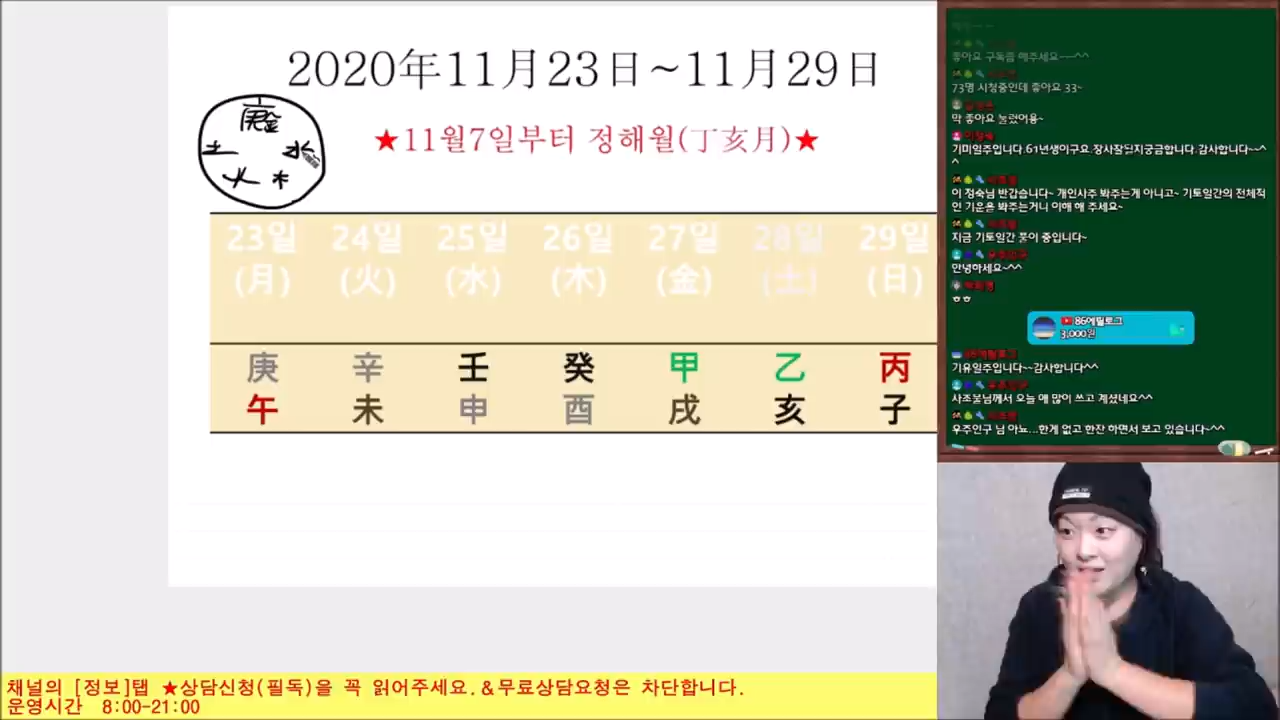 2020年11月23日~11月29日
★11월7일부터 정해월(丁亥月)★
土 水
火 木
23일 24일 25일 26일 27일 28일 29일
(月) (火) (水) (木) (金) (土) (日)
庚 辛 壬 癸 甲 乙 丙
午 未 申 酉 戌 亥 子
좋아요 구독좀 해주세요~~^^
73명 시청중인데 좋아요 33~
막 좋아요 눌렀어용~
기미일주입니다.61년생이구요.장사잘될지궁금합니다.감사합니다~~^
^
이 정숙님 반갑습니다~ 개인사주 봐주는게 아니고~ 기토일간의 전체적
인 기운을 봐주는거니 이해 해 주세요~
지금 기토일간 풀이 중입니다~
안녕하세요~^^
ㅎㅎ
86에필로그
3,000원
기유일주입니다~~감사합니다^^
사조봉님께서 오늘 애 많이 쓰고 계셨네요^^
우주인구 님 아뇨...한게 없고 한잔 하면서 보고 있습니다~^^
채널의 [정보]탭 ★상담신청(필독)을 꼭 읽어주세요.&무료상담요청은 차단합니다.
운영시간 8:00-21:00